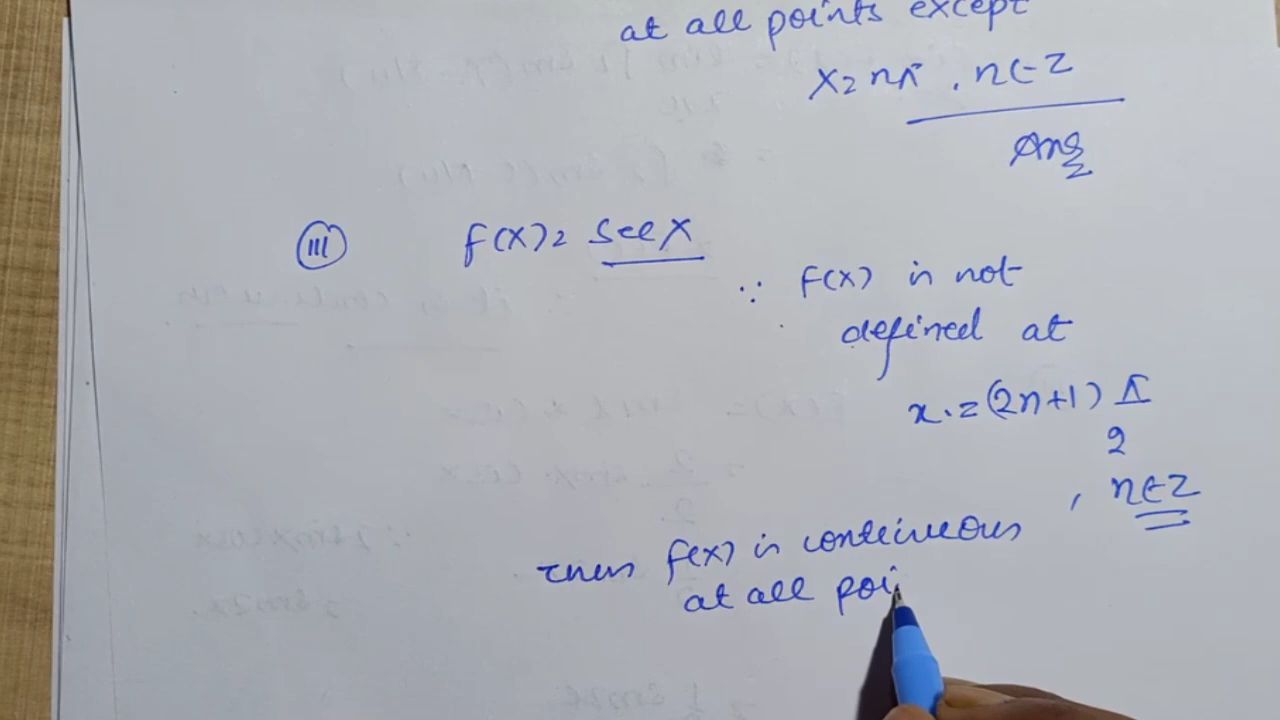 at all points except
x = nπ, n ∈ Z
Ans
(iii) f(x) = sec x
∵ f(x) is not
defined at
x = (2n+1) π
2
, n ∈ Z
Thus f(x) is continuous
at all poi